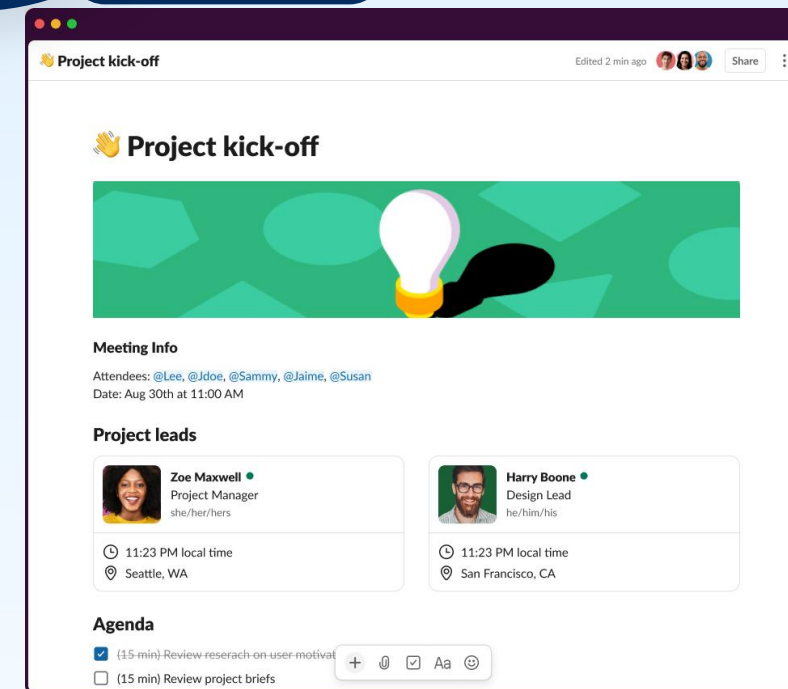 Project kick-off
Edited 2 min ago
Share
Project kick-off
Meeting Info
Attendees: @Lee, @Jdoe, @Sammy, @Jaime, @Susan
Date: Aug 30th at 11:00 AM
Project leads
Zoe Maxwell
Project Manager
she/her/hers
11:23 PM local time
Seattle, WA
Harry Boone
Design Lead
he/him/his
11:23 PM local time
San Francisco, CA
Agenda
(15 min) Review reserach on user motivat
Aa
(15 min) Review project briefs